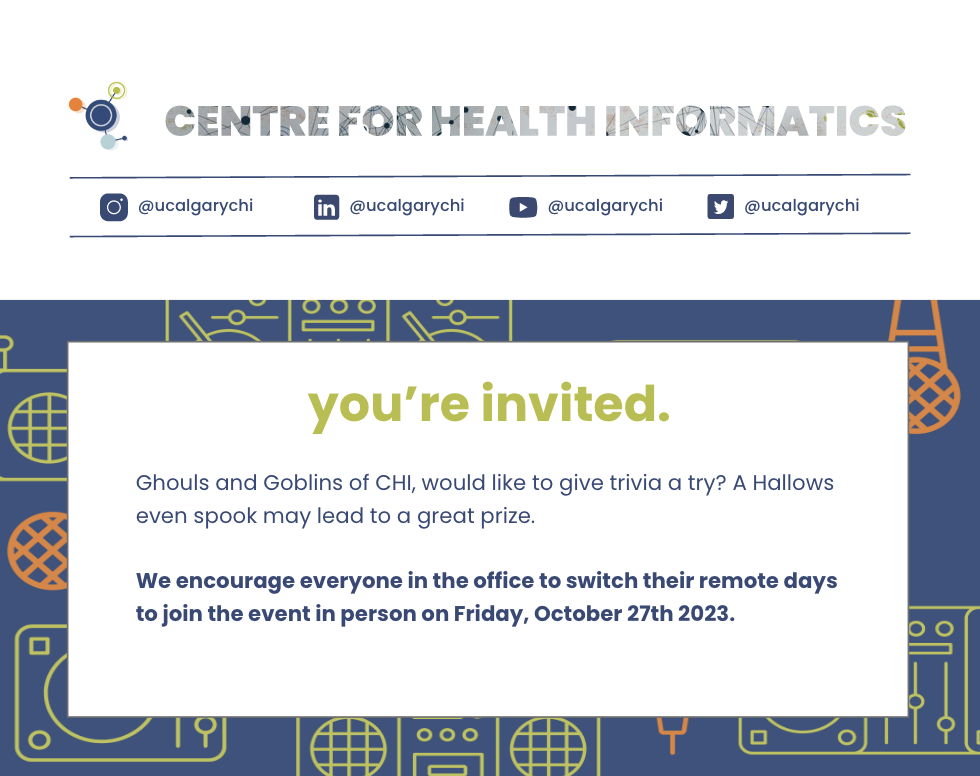 CENTRE FOR HEALTH INFORMATICS
@ucalgarychi @ucalgarychi @ucalgarychi @ucalgarychi
you’re invited.
Ghouls and Goblins of CHI, would like to give trivia a try? A Hallows
even spook may lead to a great prize.
We encourage everyone in the office to switch their remote days
to join the event in person on Friday, October 27th 2023.